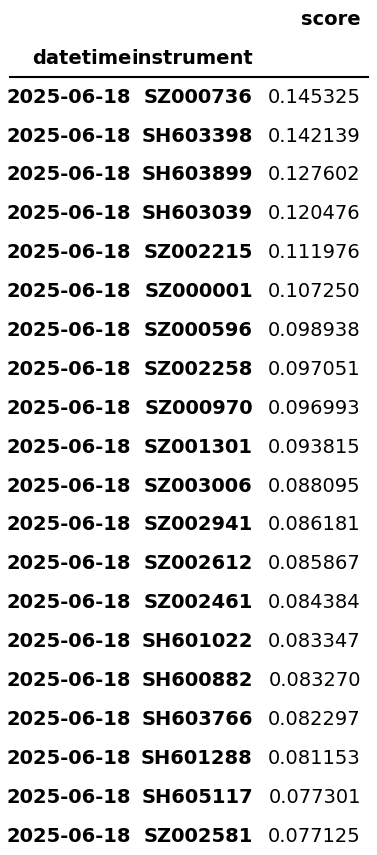 score
datetime instrument
2025-06-18 SZ000736 0.145325
2025-06-18 SH603398 0.142139
2025-06-18 SH603899 0.127602
2025-06-18 SH603039 0.120476
2025-06-18 SZ002215 0.111976
2025-06-18 SZ000001 0.107250
2025-06-18 SZ000596 0.098938
2025-06-18 SZ002258 0.097051
2025-06-18 SZ000970 0.096993
2025-06-18 SZ001301 0.093815
2025-06-18 SZ003006 0.088095
2025-06-18 SZ002941 0.086181
2025-06-18 SZ002612 0.085867
2025-06-18 SZ002461 0.084384
2025-06-18 SH601022 0.083347
2025-06-18 SH600882 0.083270
2025-06-18 SH603766 0.082297
2025-06-18 SH601288 0.081153
2025-06-18 SH605117 0.077301
2025-06-18 SZ002581 0.077125